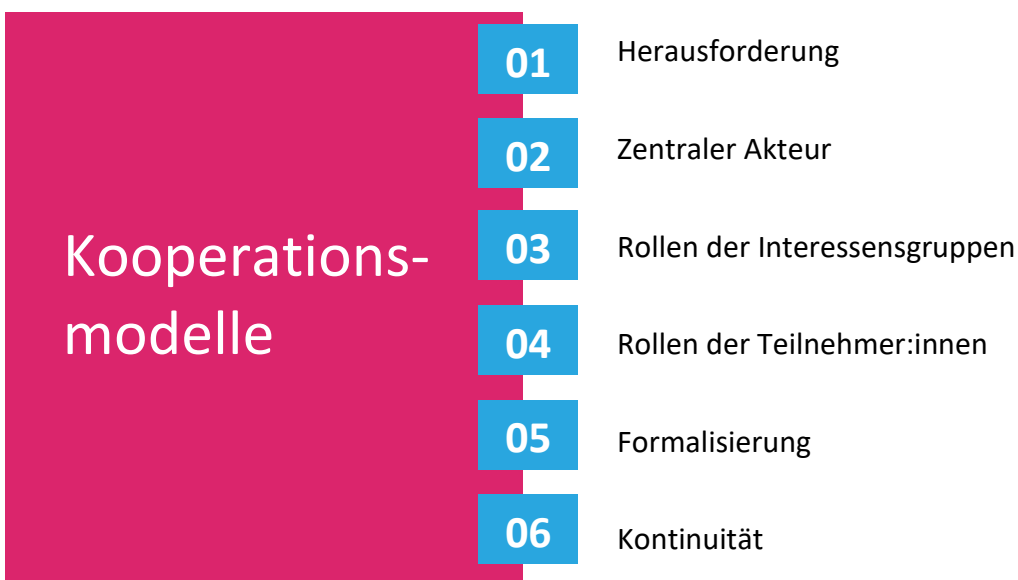 Kooperations-
modelle
01
Herausforderung
02
Zentraler Akteur
03
Rollen der Interessensgruppen
04
Rollen der Teilnehmer:innen
05
Formalisierung
06
Kontinuität